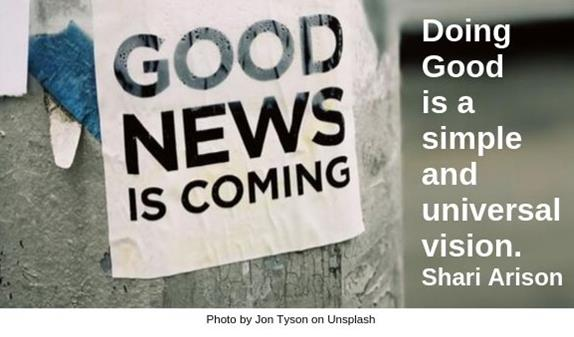 GOOD
NEWS
IS COMING
Doing
Good
is a
simple
and
universal
vision.
Shari Arison
Photo by Jon Tyson on Unsplash